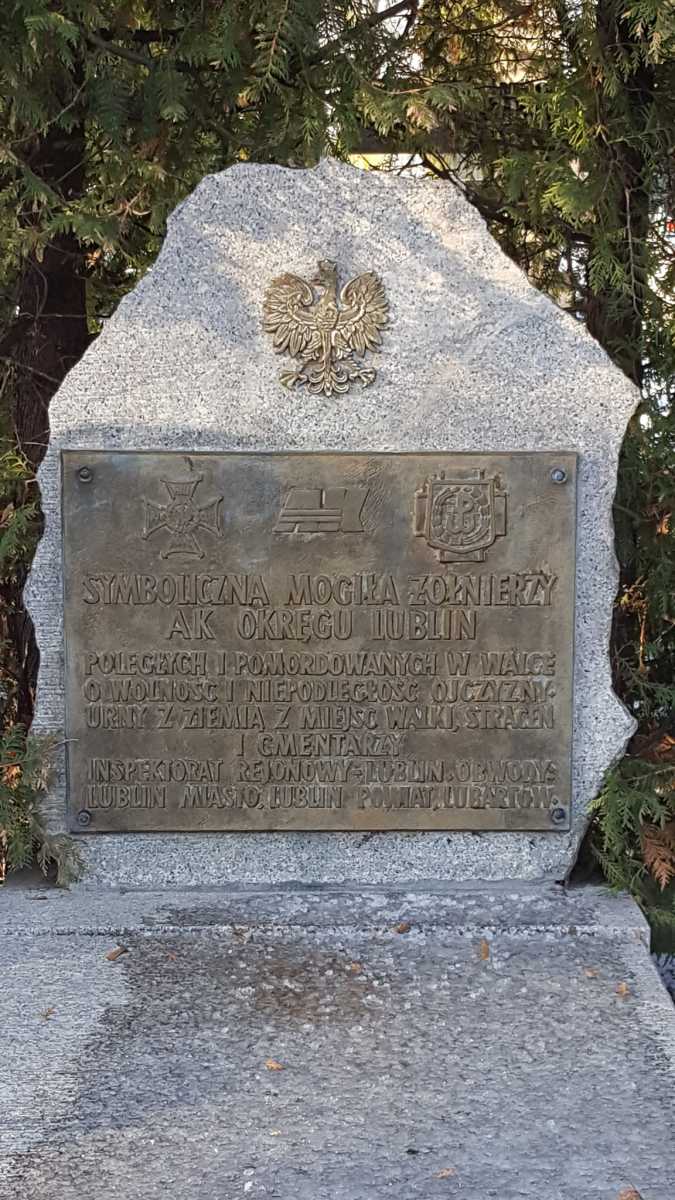 SYMBOLICZNA MOGIŁA ŻOŁNIERZY
AK OKRĘGU LUBLIN
POLEGŁYCH I POMORDOWANYCH W WALCE
O WOLNOŚĆ I NIEPODLEGŁOŚĆ OJCZYZNY-
URNY Z ZIEMIĄ Z MIEJSC WALKI, STRACEŃ
I CMENTARZY
INSPEKTORAT REJONOWY-LUBLIN. OBWODY:
LUBLIN MIASTO, LUBLIN POWIAT, LUBARTÓW.